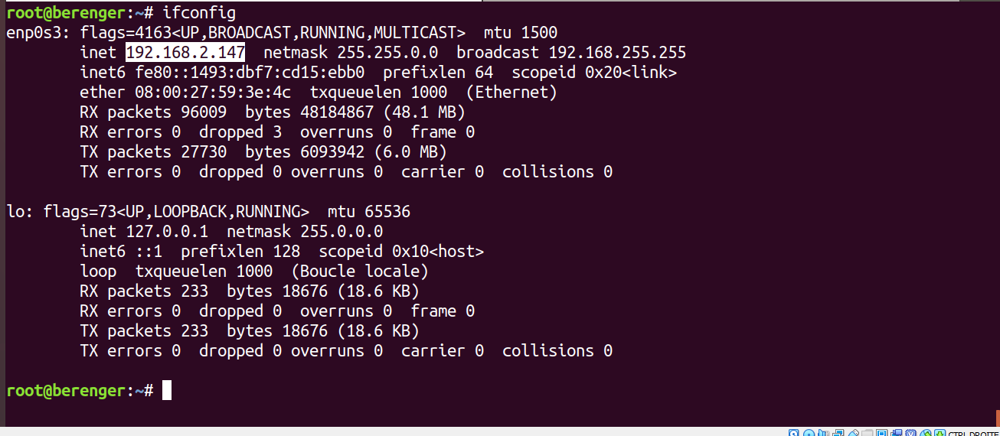 root@berenger:~# ifconfig
enp0s3: flags=4163<UP,BROADCAST,RUNNING,MULTICAST>  mtu 1500
        inet 192.168.2.147  netmask 255.255.0.0  broadcast 192.168.255.255
        inet6 fe80::1493:dbf7:cd15:ebb0  prefixlen 64  scopeid 0x20<link>
        ether 08:00:27:59:3e:4c  txqueuelen 1000  (Ethernet)
        RX packets 96009  bytes 48184867 (48.1 MB)
        RX errors 0  dropped 3  overruns 0  frame 0
        TX packets 27730  bytes 6093942 (6.0 MB)
        TX errors 0  dropped 0 overruns 0  carrier 0  collisions 0

lo: flags=73<UP,LOOPBACK,RUNNING>  mtu 65536
        inet 127.0.0.1  netmask 255.0.0.0
        inet6 ::1  prefixlen 128  scopeid 0x10<host>
        loop  txqueuelen 1000  (Boucle locale)
        RX packets 233  bytes 18676 (18.6 KB)
        RX errors 0  dropped 0  overruns 0  frame 0
        TX packets 233  bytes 18676 (18.6 KB)
        TX errors 0  dropped 0 overruns 0  carrier 0  collisions 0

root@berenger:~#
CTRL DROITE